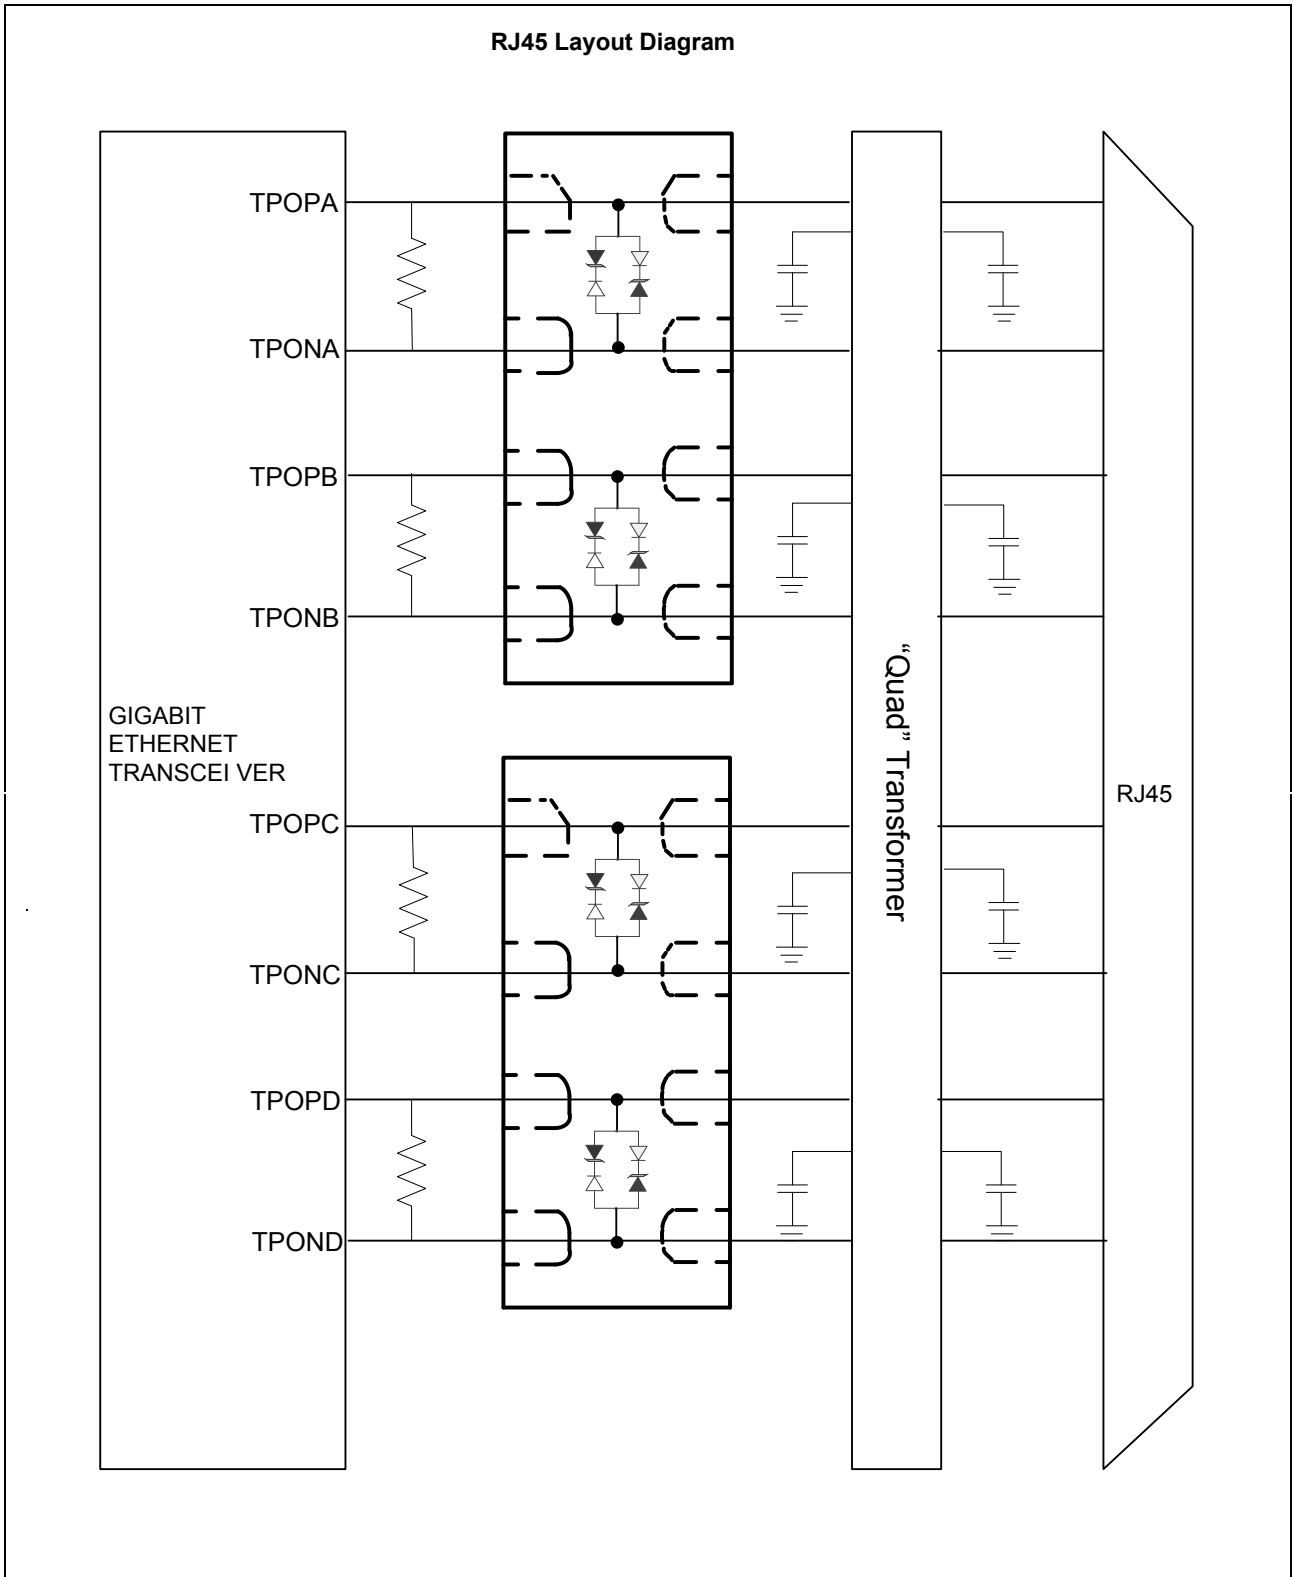 RJ45 Layout Diagram
TPOPA
TPONA
TPOPB
TPONB
GIGABIT
ETHERNET
TRANSCEI VER
TPOPC
TPONC
TPOPD
TPOND
“Quad” Transformer
RJ45